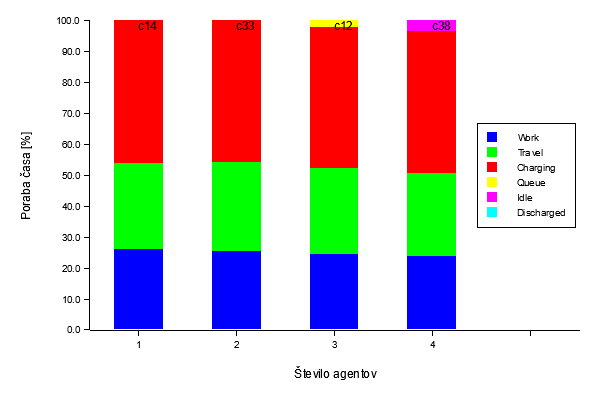 100.0
90.0
80.0
70.0
60.0
50.0
40.0
30.0
20.0
10.0
0.0
Poraba časa [%]
c14
c33
c12
c38
1
2
3
4
Število agentov
Work
Travel
Charging
Queue
Idle
Discharged